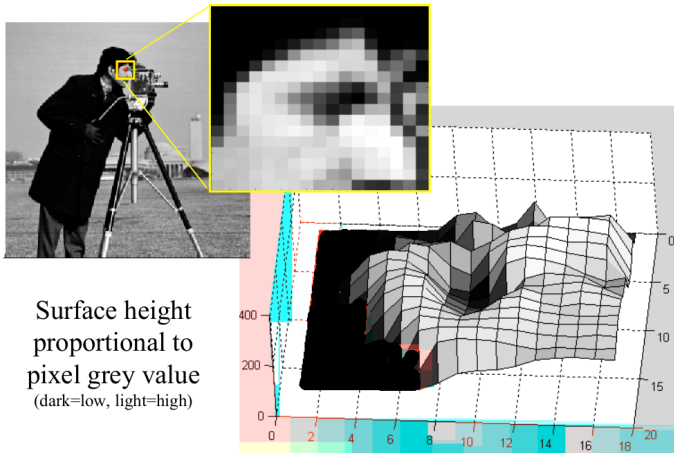 Surface height
proportional to
pixel grey value
(dark=low, light=high)
400
200
0
0 2 4 6 8 10 12 14 16 18 20
0
5
10
15